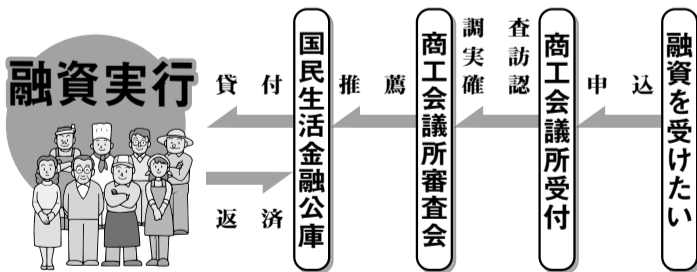 融資を受けたい
申込
商工会議所受付
調査
実訪
確認
商工会議所審査会
推薦
国民生活金融公庫
貸付
返済
融資実行